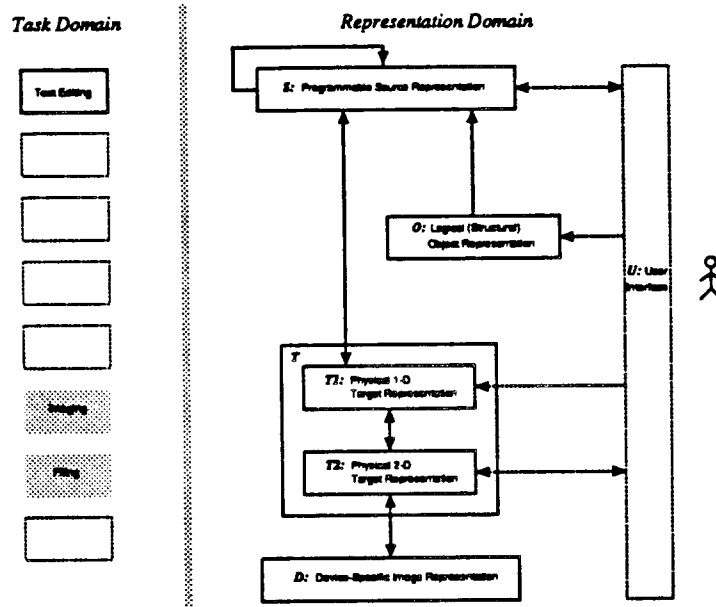 Task Domain
Representation Domain
Text Editing
S: Programmable Source Representation
O: Logical (Structural)
Object Representation
U: User
Interface
T
T1: Physical 1-D
Target Representation
Imaging
T2: Physical 2-D
Target Representation
Filing
D: Device-Specific Image Representation